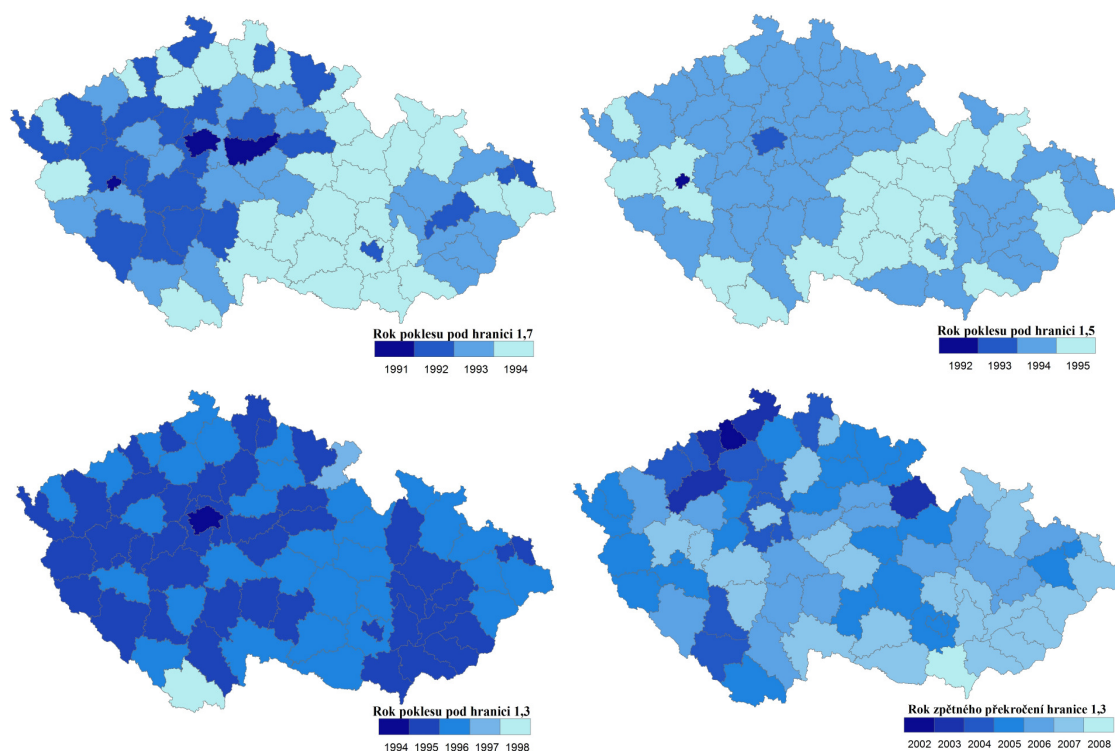 Rok poklesu pod hranici 1,7
1991 1992 1993 1994
Rok poklesu pod hranici 1,5
1992 1993 1994 1995
Rok poklesu pod hranici 1,3
1994 1995 1996 1997 1998
Rok zpětného překročení hranice 1,3
2002 2003 2004 2005 2006 2007 2008